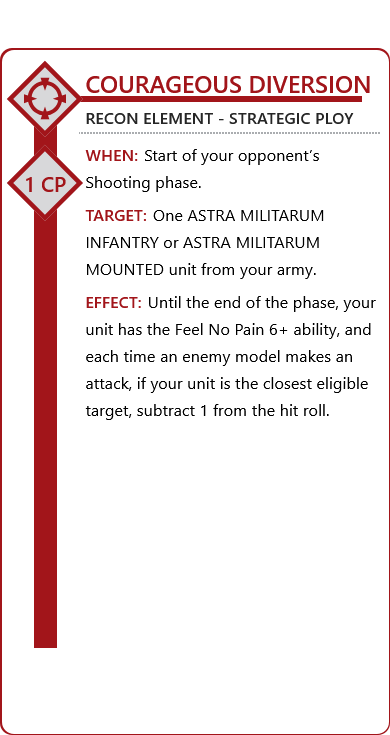 COURAGEOUS DIVERSION
RECON ELEMENT - STRATEGIC PLOY
1 CP
WHEN: Start of your opponent's
Shooting phase.
TARGET: One ASTRA MILITARUM
INFANTRY or ASTRA MILITARUM
MOUNTED unit from your army.
EFFECT: Until the end of the phase, your
unit has the Feel No Pain 6+ ability, and
each time an enemy model makes an
attack, if your unit is the closest eligible
target, subtract 1 from the hit roll.